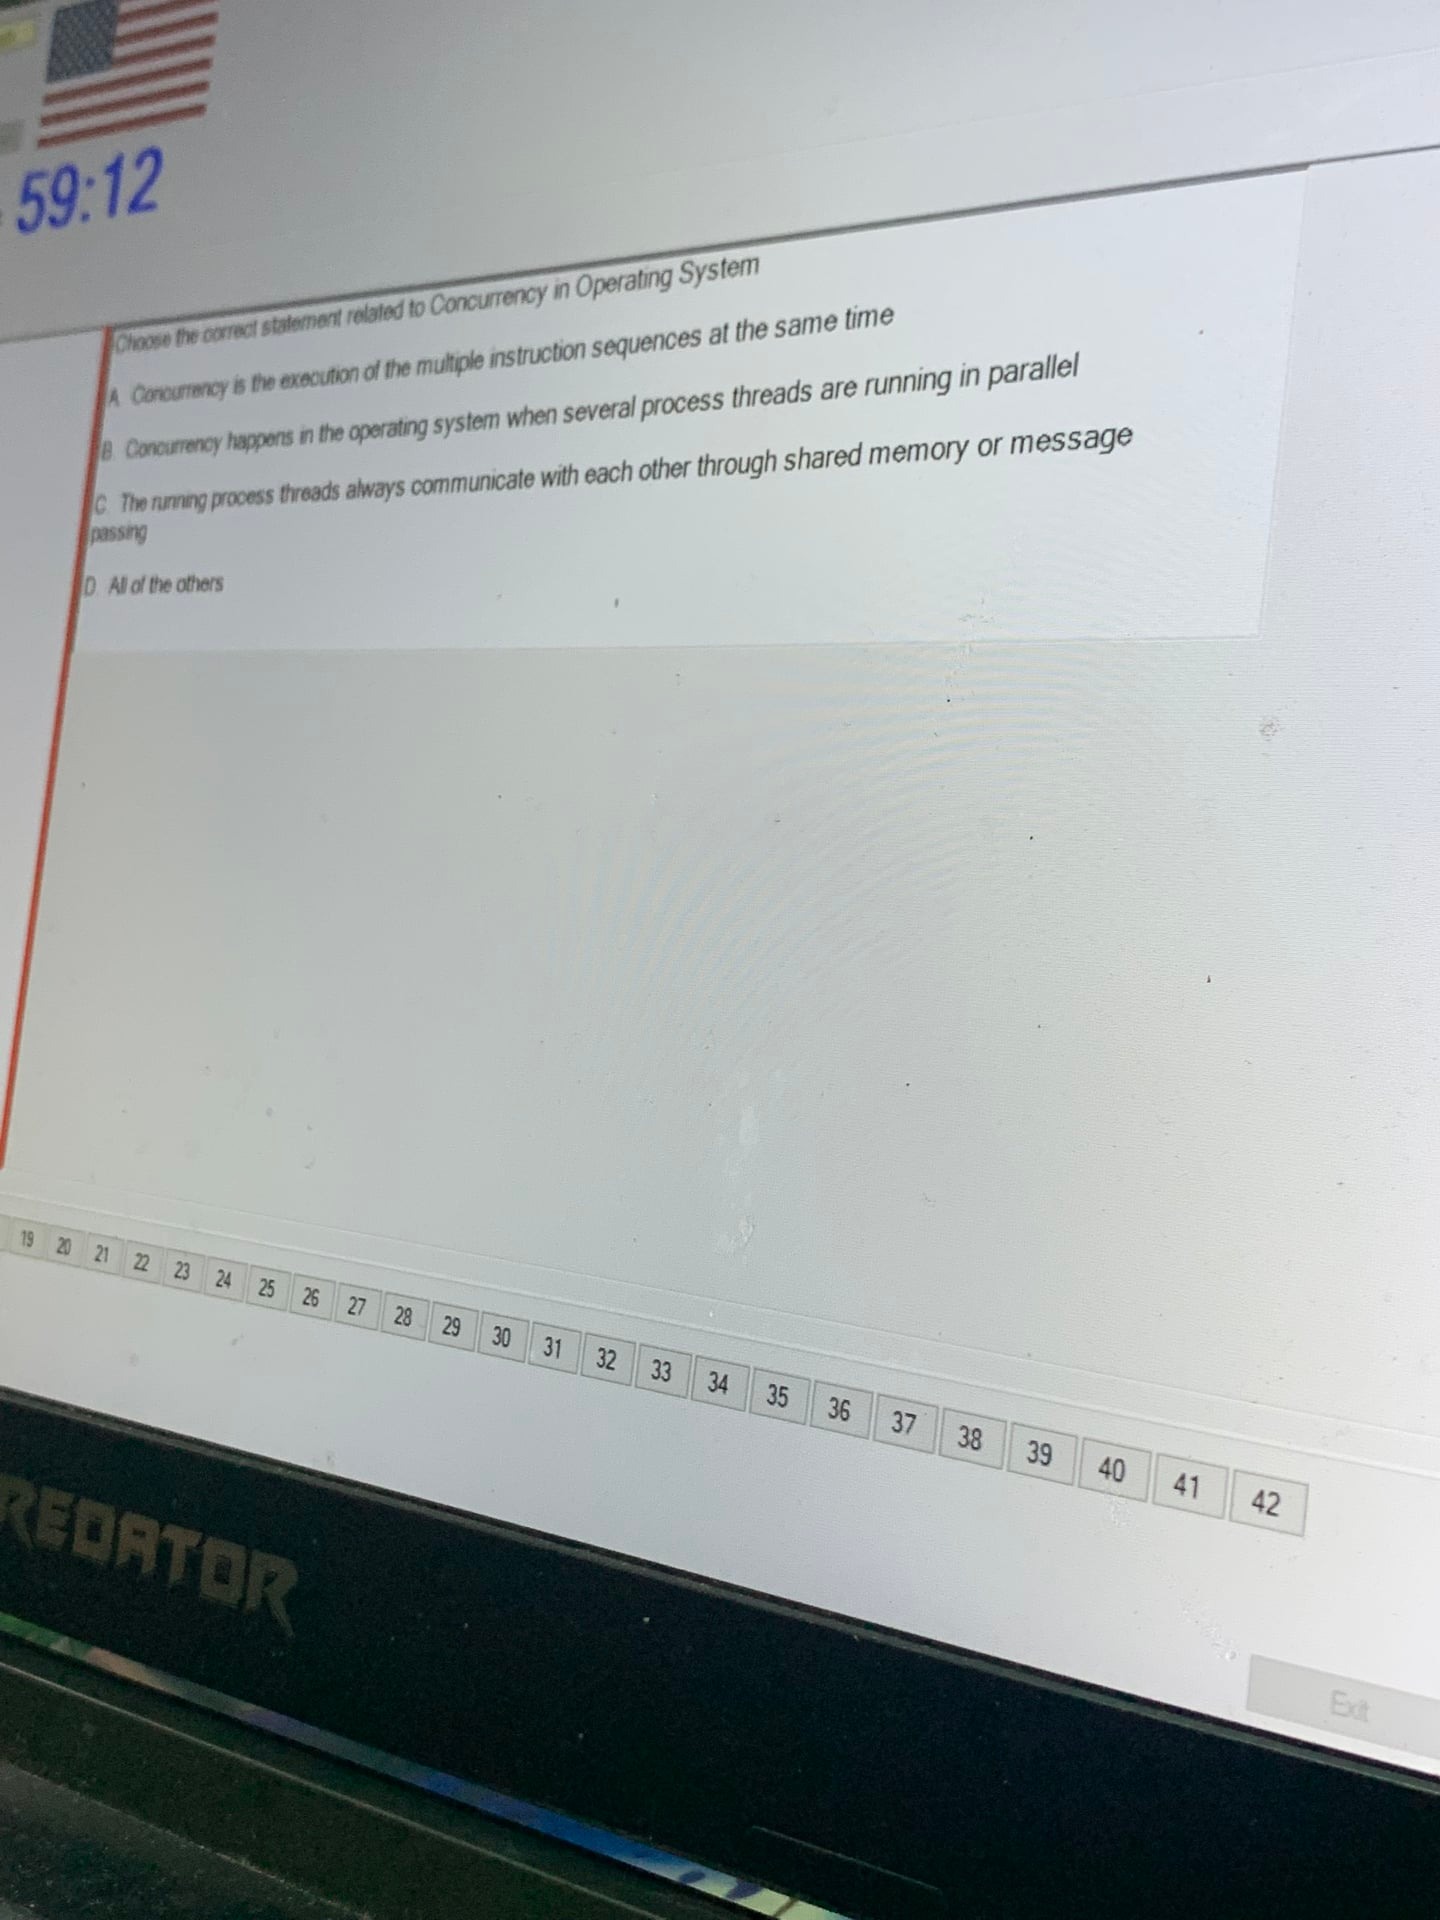 59:12
Choose the correct statement related to Concurrency in Operating System
A. Concurrency is the execution of the multiple instruction sequences at the same time
B. Concurrency happens in the operating system when several process threads are running in parallel
C. The running process threads always communicate with each other through shared memory or message
passing
D. All of the others
19 20 21 22 23 24 25 26 27 28 29 30 31 32 33 34 35 36 37 38 39 40 41 42
Exit
REDATOR